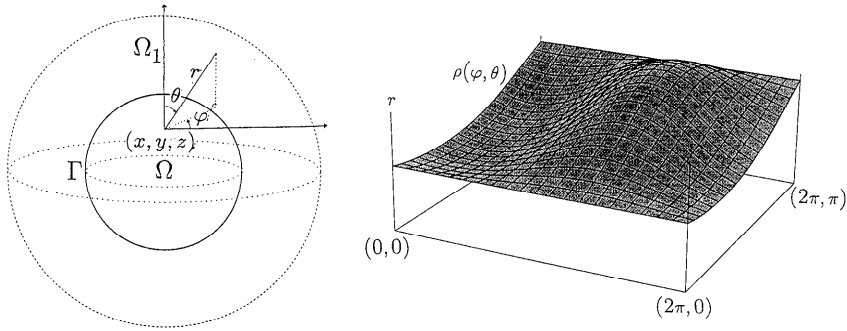 Ω₁
r
θ
φ
(x, y, z)
Γ
Ω
ρ(φ, θ)
r
(0,0)
(2π, π)
(2π, 0)